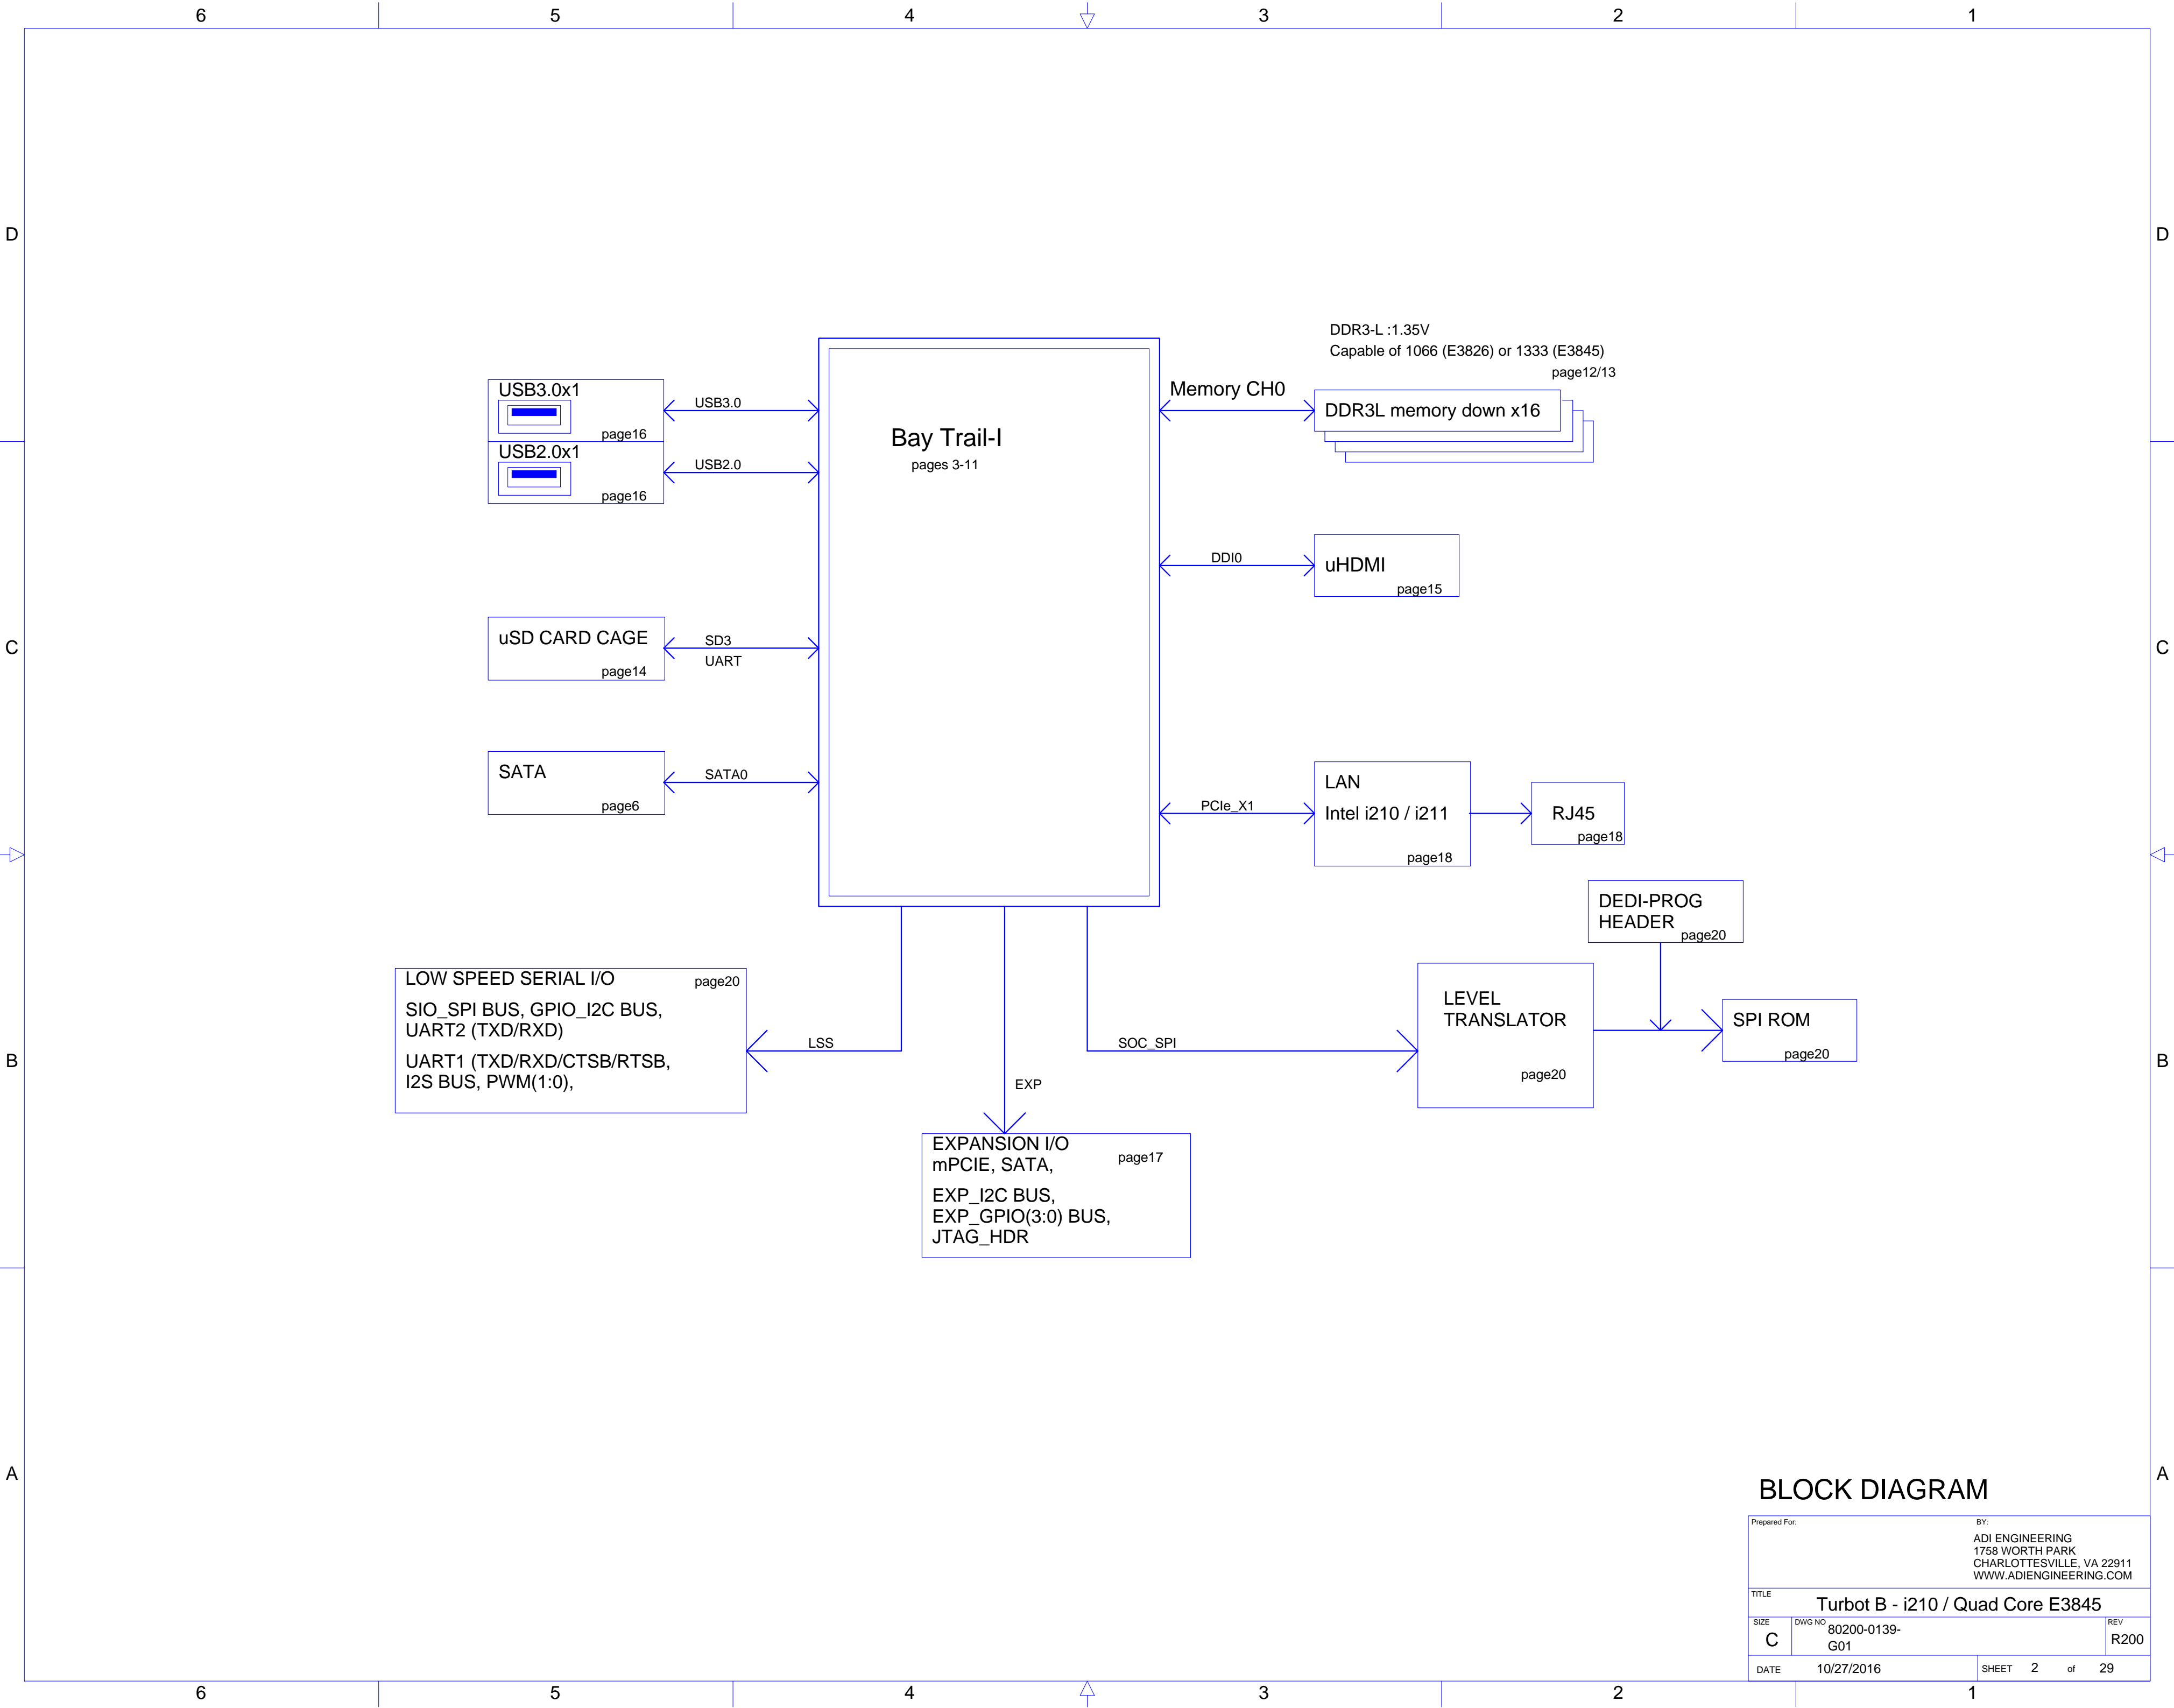 6 5 4 3 2 1
D D
DDR3-L :1.35V
Capable of 1066 (E3826) or 1333 (E3845)
page12/13
USB3.0x1
page16
USB3.0
USB2.0x1
page16
USB2.0
Bay Trail-I
pages 3-11
Memory CH0
DDR3L memory down x16
DDI0
uHDMI
page15
C C
uSD CARD CAGE
page14
SD3
UART
SATA
page6
SATA0
PCIe_X1
LAN
Intel i210 / i211
page18
RJ45
page18
DEDI-PROG
HEADER
page20
B B
LOW SPEED SERIAL I/O
page20
SIO_SPI BUS, GPIO_I2C BUS,
UART2 (TXD/RXD)
UART1 (TXD/RXD/CTSB/RTSB,
I2S BUS, PWM(1:0),
LSS
EXP
SOC_SPI
LEVEL
TRANSLATOR
page20
SPI ROM
page20
EXPANSION I/O
mPCIE, SATA,
page17
EXP_I2C BUS,
EXP_GPIO(3:0) BUS,
JTAG_HDR
A A
BLOCK DIAGRAM
Prepared For:
BY:
ADI ENGINEERING
1758 WORTH PARK
CHARLOTTESVILLE, VA 22911
WWW.ADIENGINEERING.COM
TITLE
Turbot B - i210 / Quad Core E3845
SIZE
C
DWG NO
80200-0139-
G01
REV
R200
DATE 10/27/2016
SHEET 2 of 29
6 5 4 3 2 1